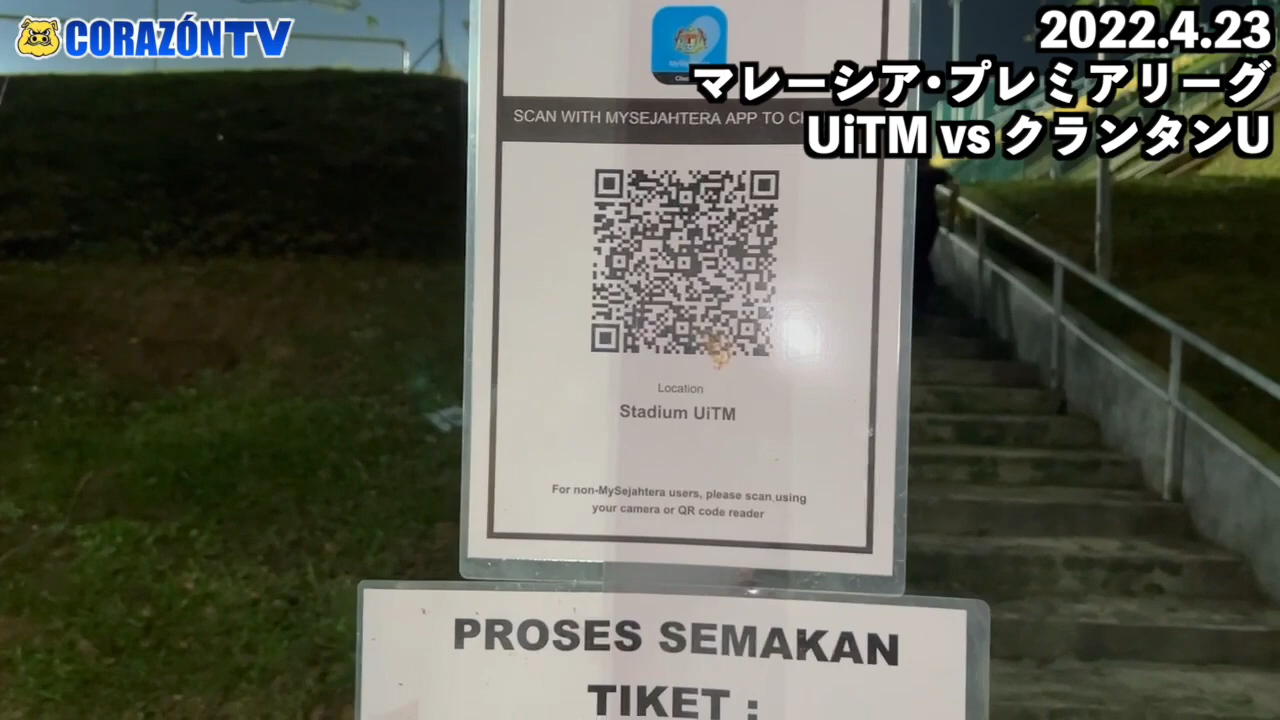 CORAZÓNTV
2022.4.23
マレーシア・プレミアリーグ
UiTM vs クランタンU
SCAN WITH MYSEJAHTERA APP TO
Location
Stadium UiTM
For non-MySejahtera users, please scan using
your camera or QR code reader
PROSES SEMAKAN
TIKET :